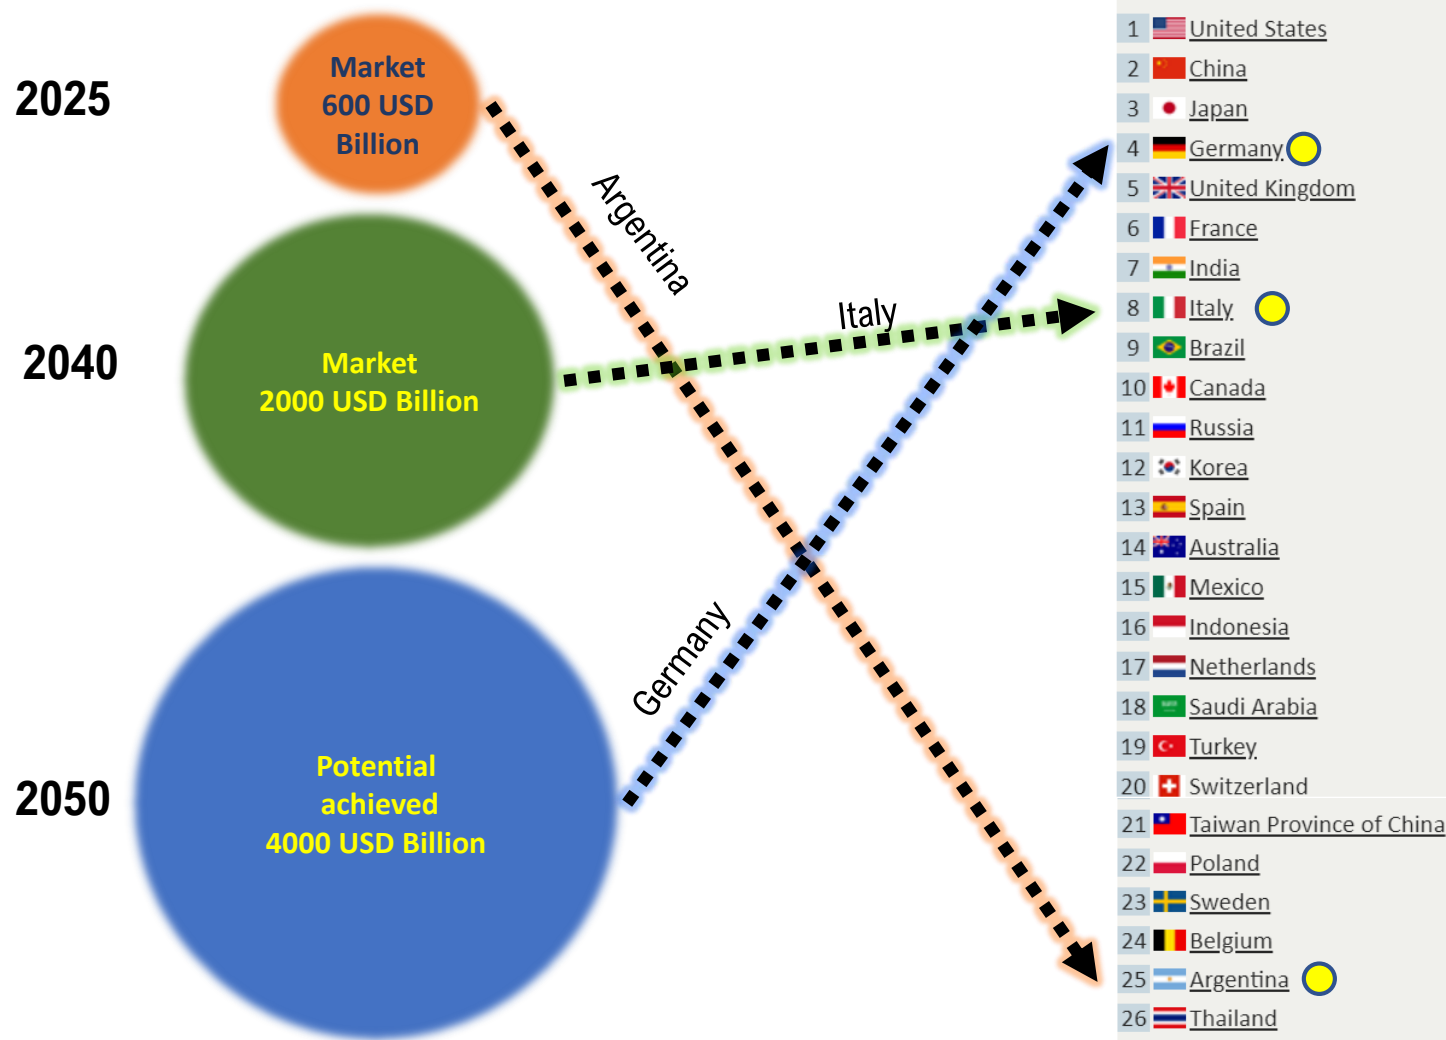 2025
Market
600 USD
Billion
2040
Market
2000 USD Billion
2050
Potential
achieved
4000 USD Billion
Argentina
Italy
Germany
1 United States
2 China
3 Japan
4 Germany
5 United Kingdom
6 France
7 India
8 Italy
9 Brazil
10 Canada
11 Russia
12 Korea
13 Spain
14 Australia
15 Mexico
16 Indonesia
17 Netherlands
18 Saudi Arabia
19 Turkey
20 Switzerland
21 Taiwan Province of China
22 Poland
23 Sweden
24 Belgium
25 Argentina
26 Thailand